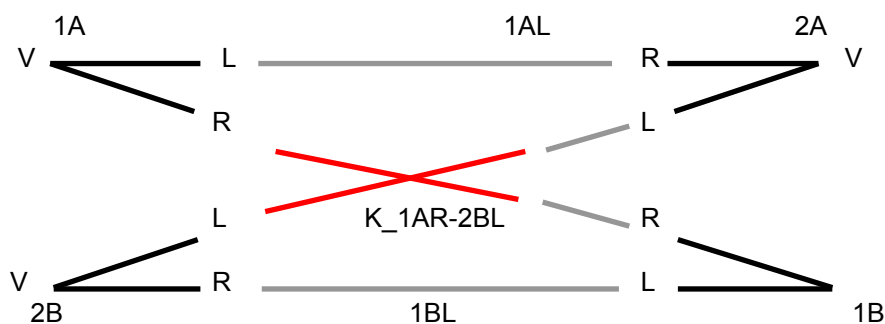 1A 1AL 2A
V L R V
R L
L K_1AR-2BL R
V R L
2B 1BL 1B